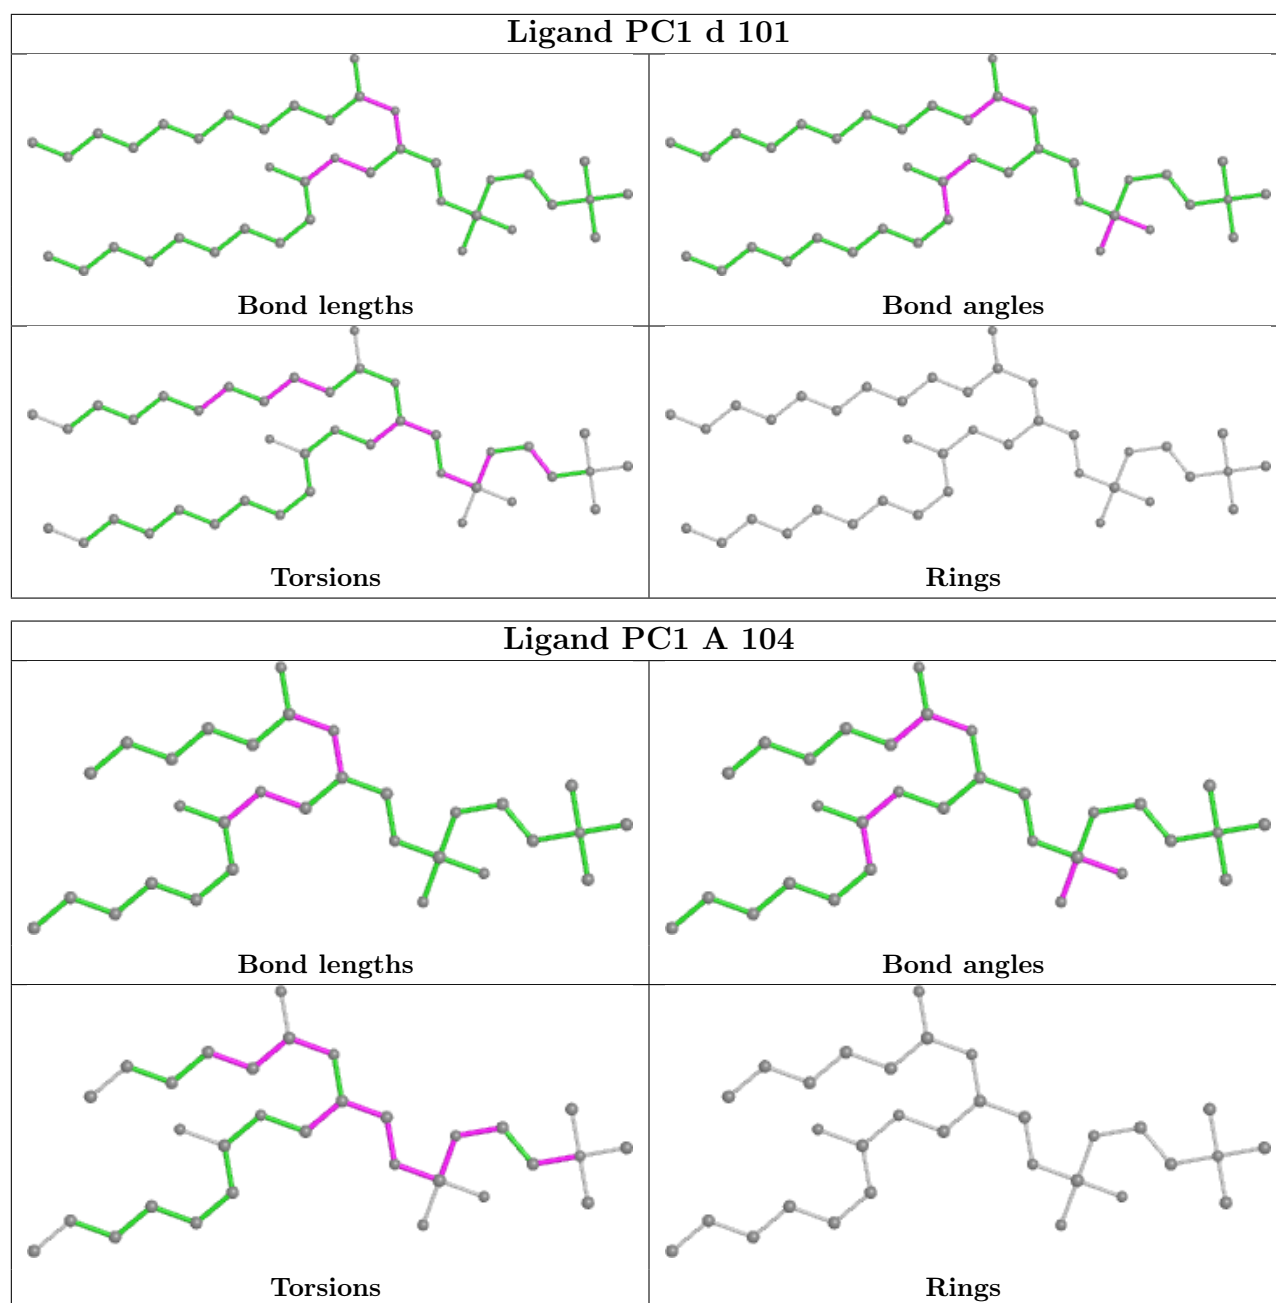 Ligand PC1 d 101
Bond lengths
Bond angles
Torsions
Rings
Ligand PC1 A 104
Bond lengths
Bond angles
Torsions
Rings